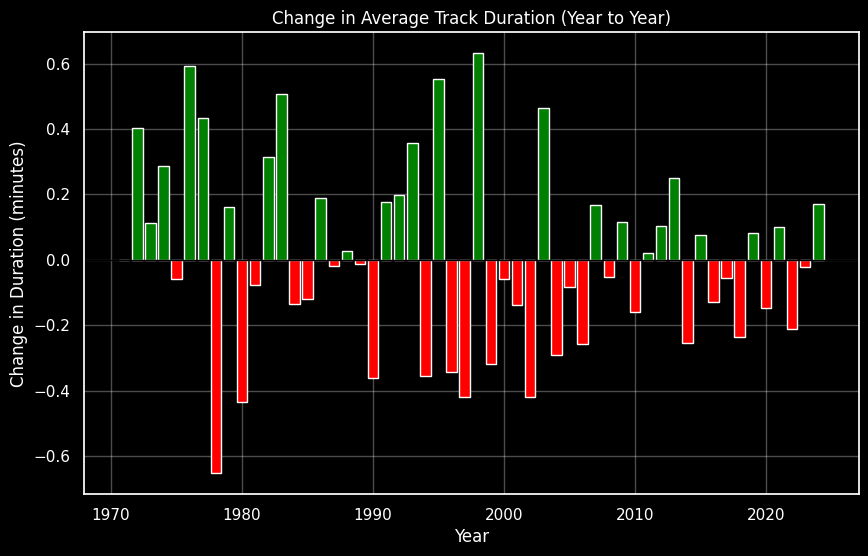 Change in Average Track Duration (Year to Year)
Change in Duration (minutes)
0.6
0.4
0.2
0.0
−0.2
−0.4
−0.6
1970 1980 1990 2000 2010 2020
Year